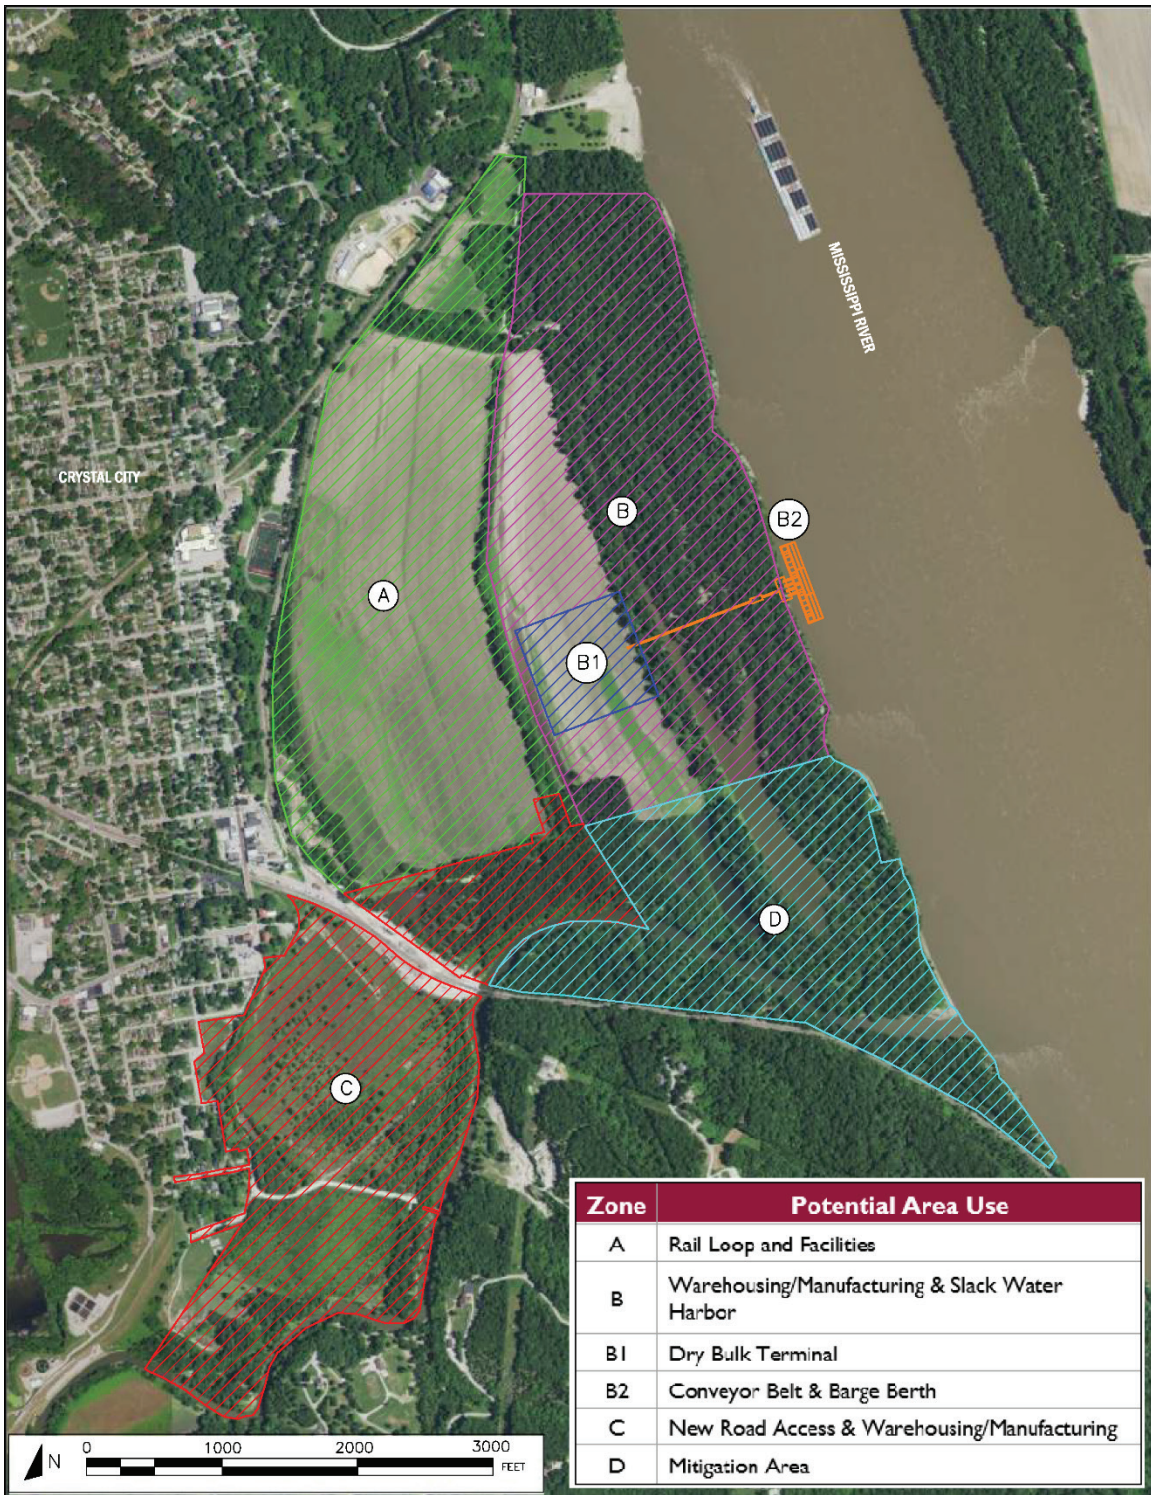 MISSISSIPPI RIVER
CRYSTAL CITY
B
B2
A
B1
D
C
Zone Potential Area Use
A Rail Loop and Facilities
B Warehousing/Manufacturing & Slack Water
Harbor
B1 Dry Bulk Terminal
B2 Conveyor Belt & Barge Berth
C New Road Access & Warehousing/Manufacturing
D Mitigation Area
N 0 1000 2000 3000
FEET